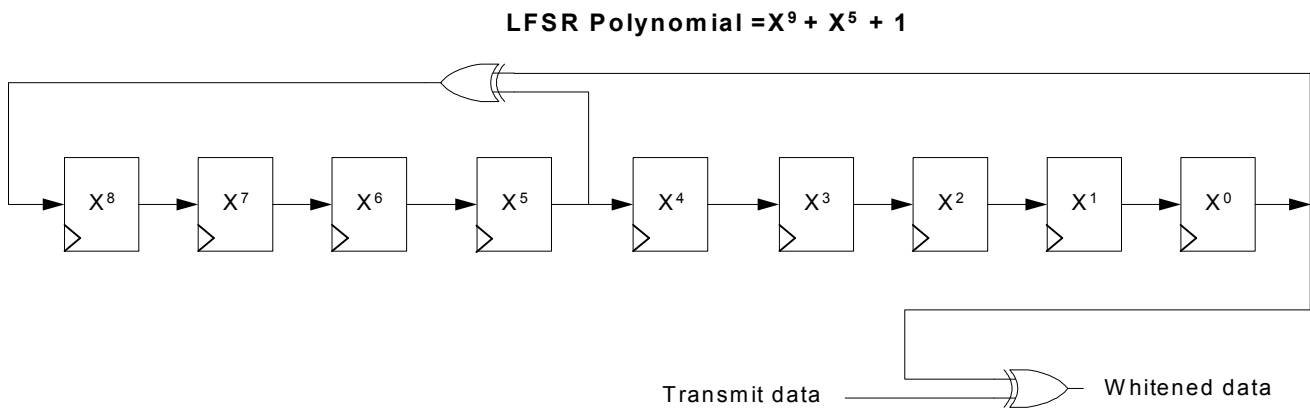 LFSR Polynomial =X⁹ + X⁵ + 1
X⁸ X⁷ X⁶ X⁵ X⁴ X³ X² X¹ X⁰
Transmit data
Whitened data